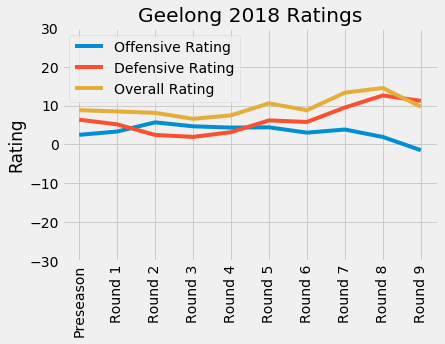 Geelong 2018 Ratings
30
20
10
0
−10
−20
−30
Rating
Offensive Rating
Defensive Rating
Overall Rating
Preseason
Round 1
Round 2
Round 3
Round 4
Round 5
Round 6
Round 7
Round 8
Round 9